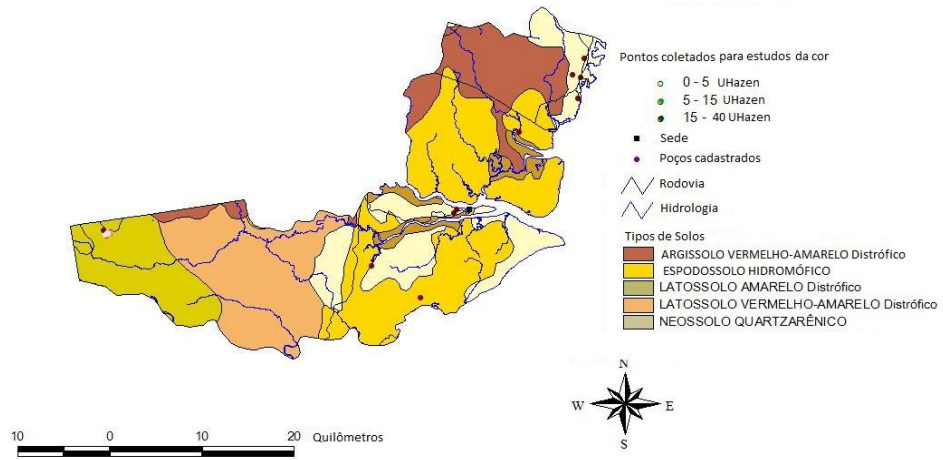 Pontos coletados para estudos da cor
0 - 5 UHazen
5 - 15 UHazen
15 - 40 UHazen
Sede
Poços cadastrados
Rodovia
Hidrologia
Tipos de Solos
ARGISSOLO VERMELHO-AMARELO Distrófico
ESPODOSSOLO HIDROMÓFICO
LATOSSOLO AMARELO Distrófico
LATOSSOLO VERMELHO-AMARELO Distrófico
NEOSSOLO QUARTZARÊNICO
N
W E
S
10 0 10 20 Quilômetros